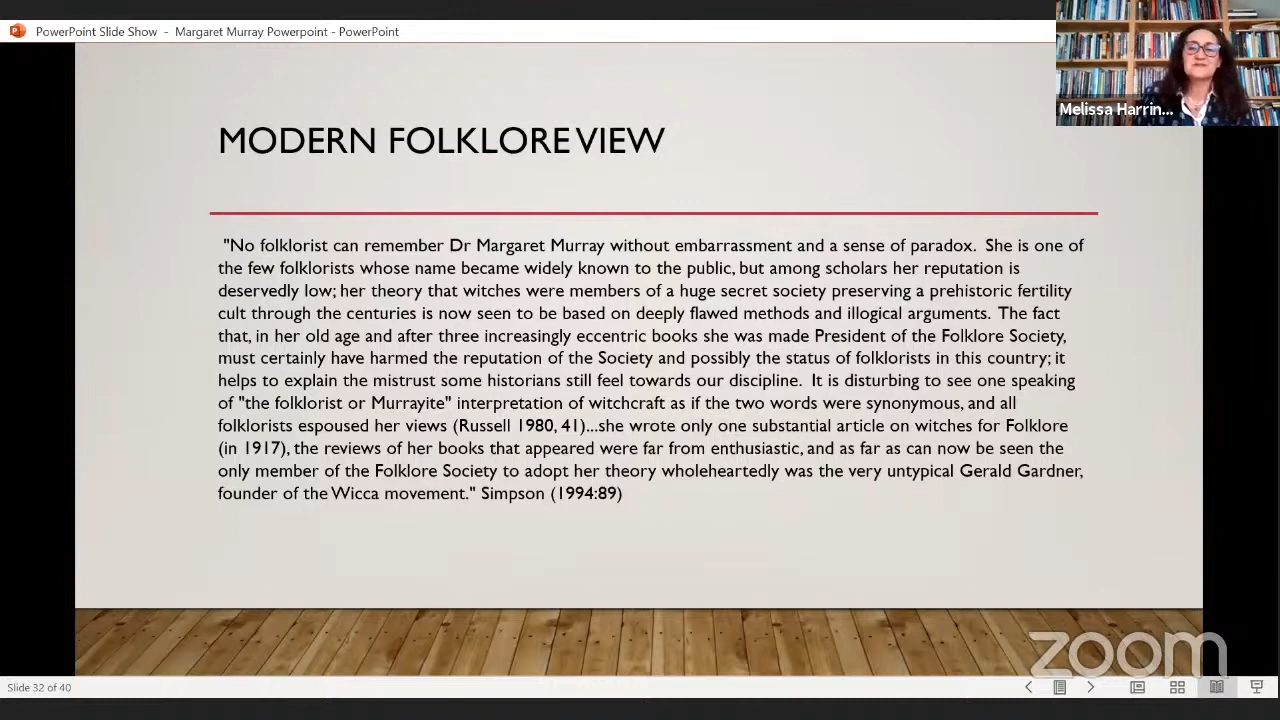 PowerPoint Slide Show - Margaret Murray Powerpoint - PowerPoint
Melissa Harrin...
MODERN FOLKLORE VIEW
"No folklorist can remember Dr Margaret Murray without embarrassment and a sense of paradox. She is one of
the few folklorists whose name became widely known to the public, but among scholars her reputation is
deservedly low; her theory that witches were members of a huge secret society preserving a prehistoric fertility
cult through the centuries is now seen to be based on deeply flawed methods and illogical arguments. The fact
that, in her old age and after three increasingly eccentric books she was made President of the Folklore Society,
must certainly have harmed the reputation of the Society and possibly the status of folklorists in this country; it
helps to explain the mistrust some historians still feel towards our discipline. It is disturbing to see one speaking
of "the folklorist or Murrayite" interpretation of witchcraft as if the two words were synonymous, and all
folklorists espoused her views (Russell 1980, 41)...she wrote only one substantial article on witches for Folklore
(in 1917), the reviews of her books that appeared were far from enthusiastic, and as far as can now be seen the
only member of the Folklore Society to adopt her theory wholeheartedly was the very untypical Gerald Gardner,
founder of the Wicca movement." Simpson (1994:89)
zoom
Slide 32 of 40